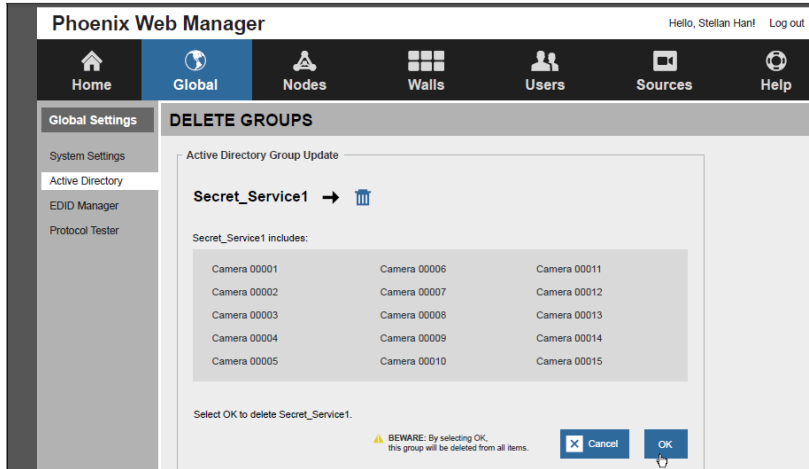 Phoenix Web Manager
Hello, Stellan Han! Log out
Home Global Nodes Walls Users Sources Help
Global Settings
System Settings
Active Directory
EDID Manager
Protocol Tester
DELETE GROUPS
Active Directory Group Update
Secret_Service1
Secret_Service1 includes:
Camera 00001 Camera 00006 Camera 00011
Camera 00002 Camera 00007 Camera 00012
Camera 00003 Camera 00008 Camera 00013
Camera 00004 Camera 00009 Camera 00014
Camera 00005 Camera 00010 Camera 00015
Select OK to delete Secret_Service1.
BEWARE: By selecting OK,
this group will be deleted from all items.
Cancel OK